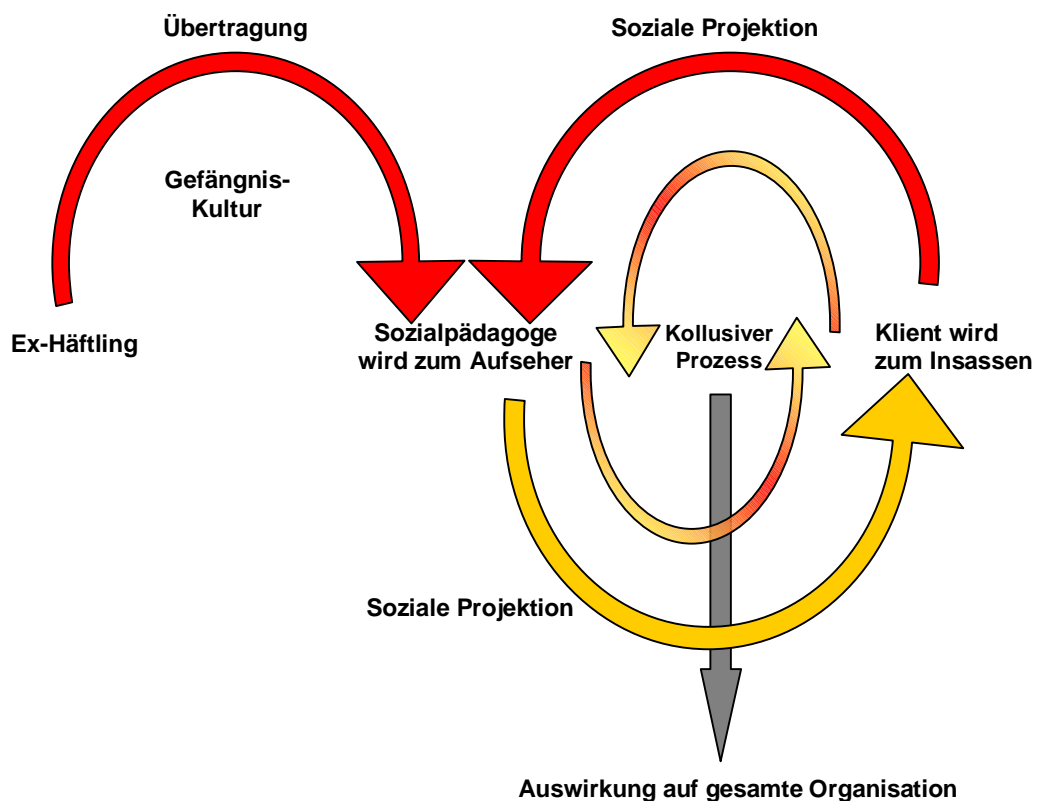 Übertragung
Soziale Projektion
Gefängnis-
Kultur
Ex-Häftling
Sozialpädagoge
wird zum Aufseher
Kollusiver
Prozess
Klient wird
zum Insassen
Soziale Projektion
Auswirkung auf gesamte Organisation